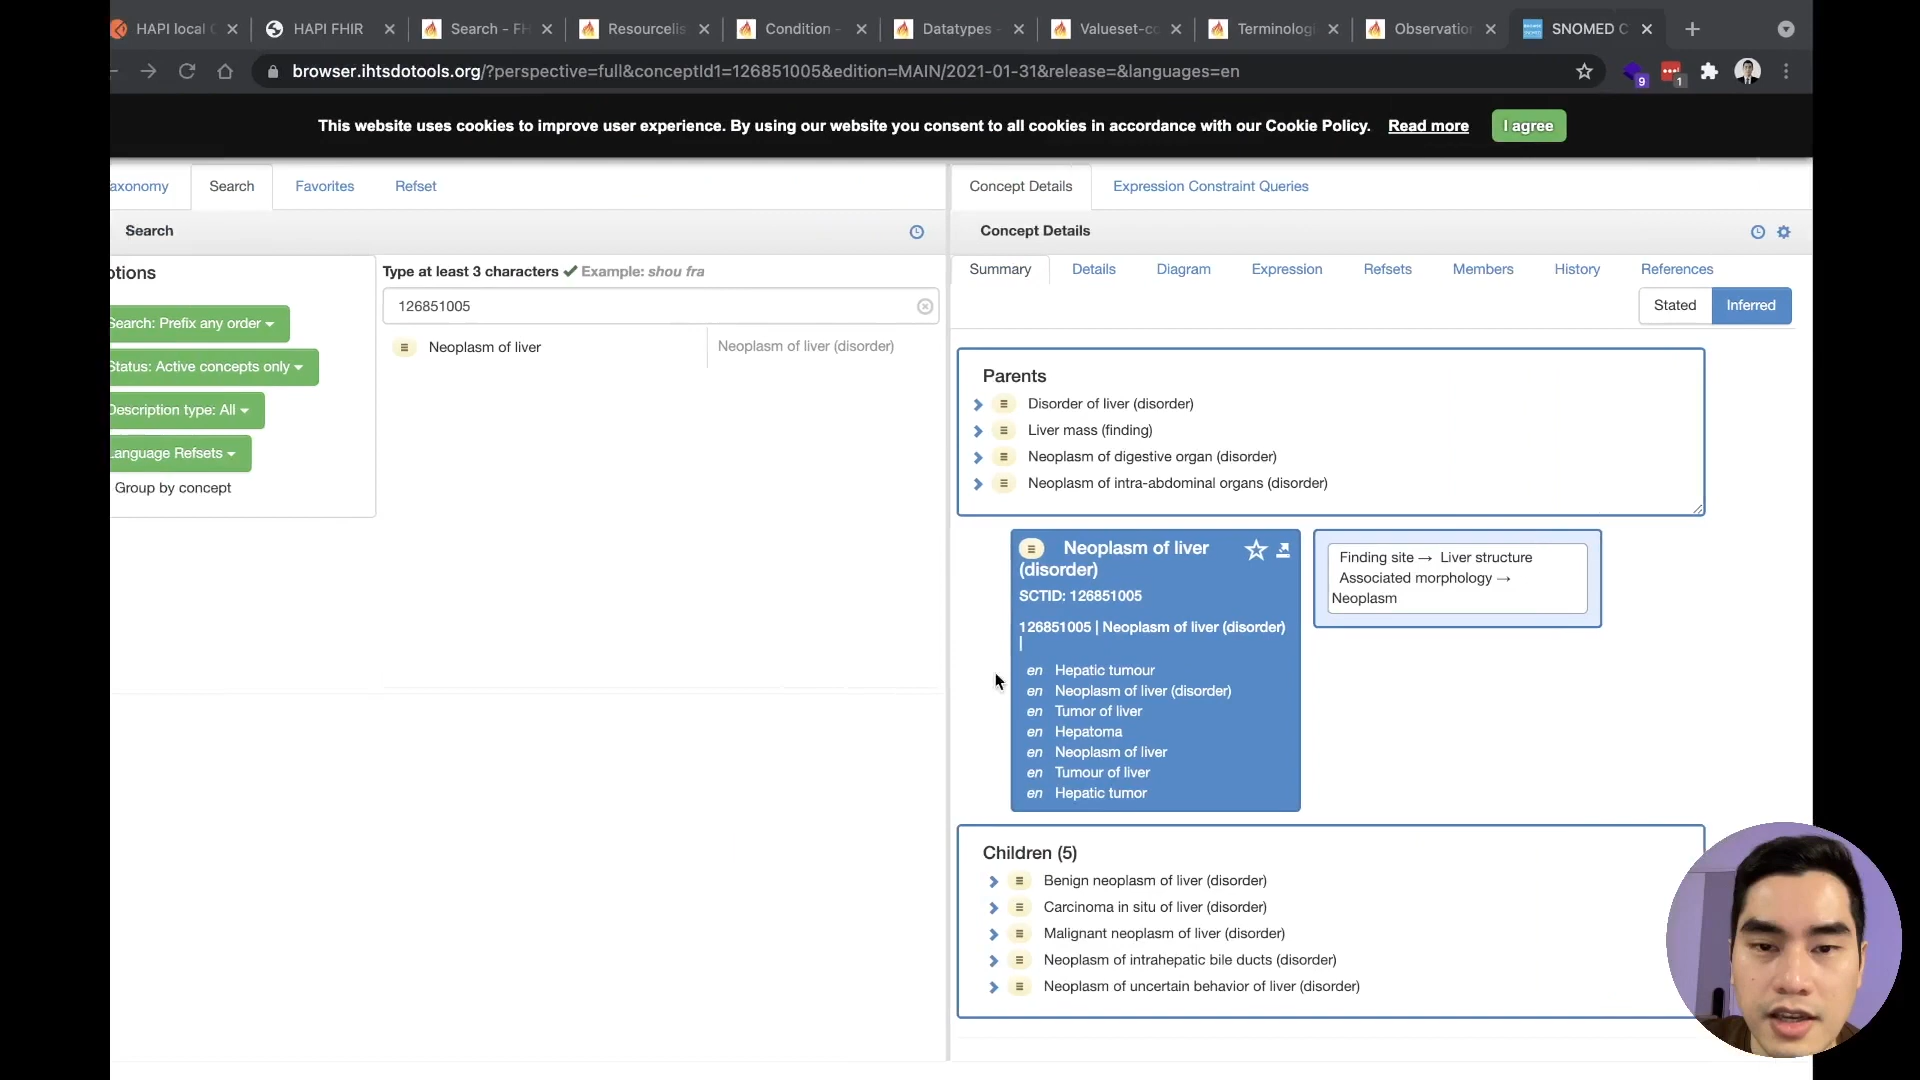 HAPI local
HAPI FHIR
Search - FH
Resourcelis
Condition -
Datatypes -
Valueset-co
Terminologi
Observation
SNOMED C
browser.ihtsdotools.org/?perspective=full&conceptId1=126851005&edition=MAIN/2021-01-31&release=&languages=en
9
1
This website uses cookies to improve user experience. By using our website you consent to all cookies in accordance with our Cookie Policy. Read more I agree
axonomy
Search
Favorites
Refset
Search
otions
Search: Prefix any order
Status: Active concepts only
Description type: All
Language Refsets
Group by concept
Type at least 3 characters ✔ Example: shou fra
126851005
Neoplasm of liver
Neoplasm of liver (disorder)
Concept Details
Expression Constraint Queries
Concept Details
Summary
Details
Diagram
Expression
Refsets
Members
History
References
Stated
Inferred
Parents
Disorder of liver (disorder)
Liver mass (finding)
Neoplasm of digestive organ (disorder)
Neoplasm of intra-abdominal organs (disorder)
Neoplasm of liver
(disorder)
SCTID: 126851005
126851005 | Neoplasm of liver (disorder)
|
en Hepatic tumour
en Neoplasm of liver (disorder)
en Tumor of liver
en Hepatoma
en Neoplasm of liver
en Tumour of liver
en Hepatic tumor
Finding site → Liver structure
Associated morphology →
Neoplasm
Children (5)
Benign neoplasm of liver (disorder)
Carcinoma in situ of liver (disorder)
Malignant neoplasm of liver (disorder)
Neoplasm of intrahepatic bile ducts (disorder)
Neoplasm of uncertain behavior of liver (disorder)